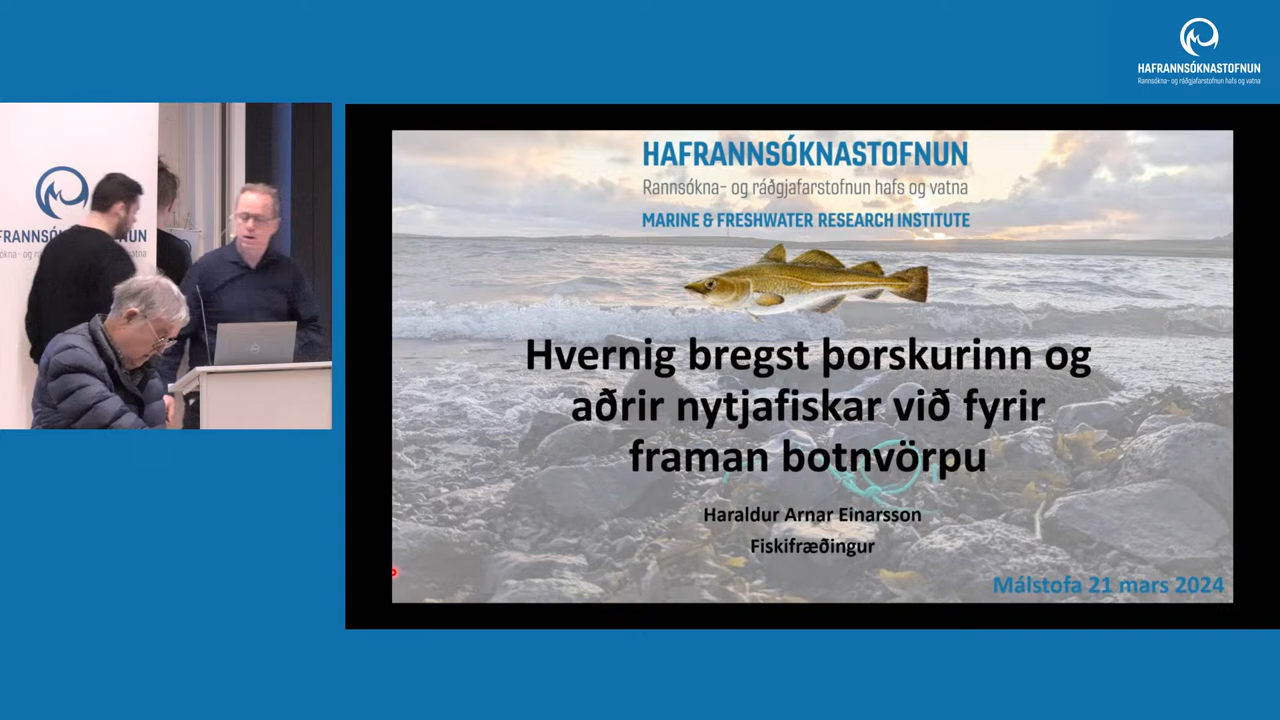 HAFRANNSÓKNASTOFNUN
Rannsókna- og ráðgjafarstofnun hafs og vatna
HAFRANNSÓKNASTOFNUN
Rannsókna- og ráðgjafarstofnun hafs og vatna
MARINE & FRESHWATER RESEARCH INSTITUTE
Hvernig bregst þorskurinn og
aðrir nytjafiskar við fyrir
framan botnvörpu
Haraldur Arnar Einarsson
Fiskifræðingur
Málstofa 21 mars 2024